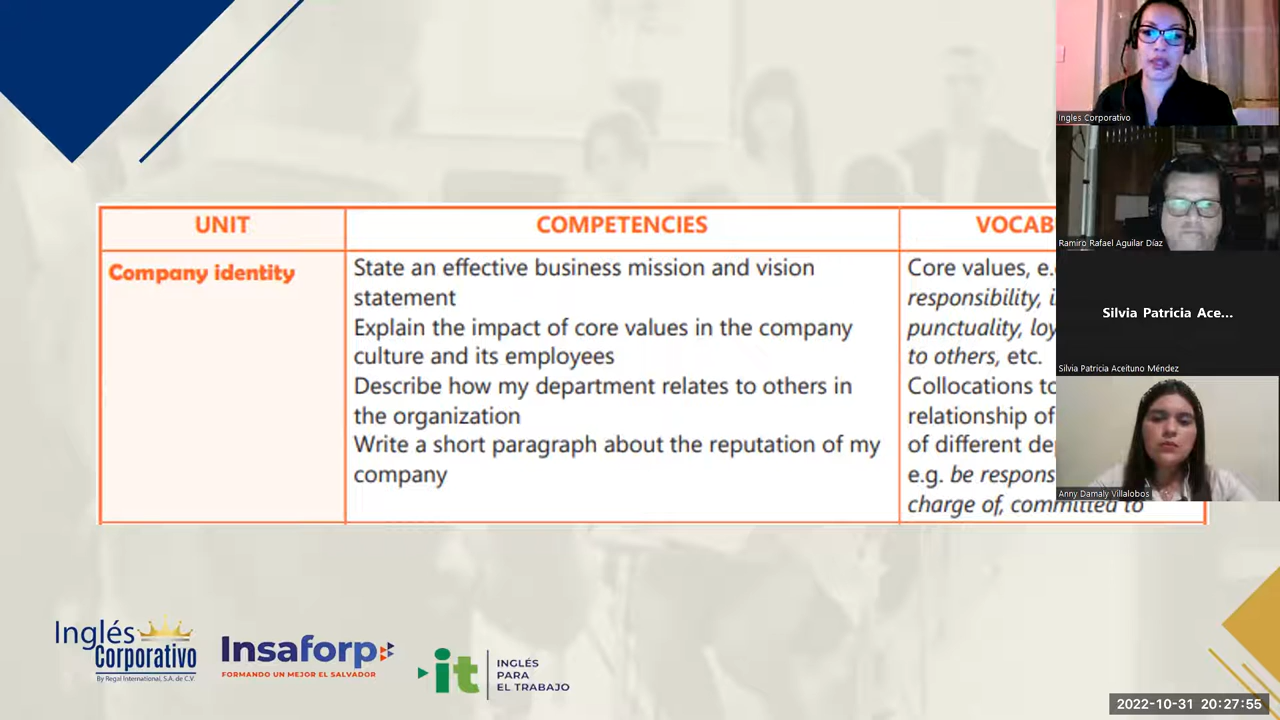 UNIT
COMPETENCIES
VOCAB
Company identity
State an effective business mission and vision
statement
Explain the impact of core values in the company
culture and its employees
Describe how my department relates to others in
the organization
Write a short paragraph about the reputation of my
company
Core values, e.
responsibility, i
punctuality, loy
to others, etc.
Collocations to
relationship of
of different de
e.g. be respons
charge of, committed to
Ingles Corporativo
Ramiro Rafael Aguilar Díaz
Silvia Patricia Ace...
Silvia Patricia Aceituno Méndez
Anny Damaly Villalobos
Inglés
Corporativo
By Regal International, S.A. de C.V.
Insaforp
FORMANDO UN MEJOR EL SALVADOR
it
INGLÉS
PARA
EL TRABAJO
2022-10-31 20:27:55